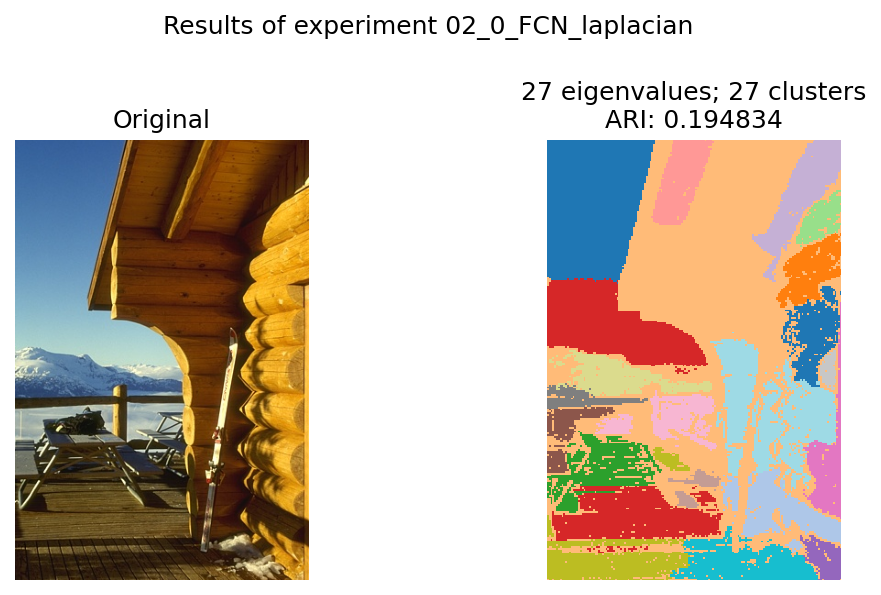 Results of experiment 02_0_FCN_laplacian
Original
27 eigenvalues; 27 clusters
ARI: 0.194834